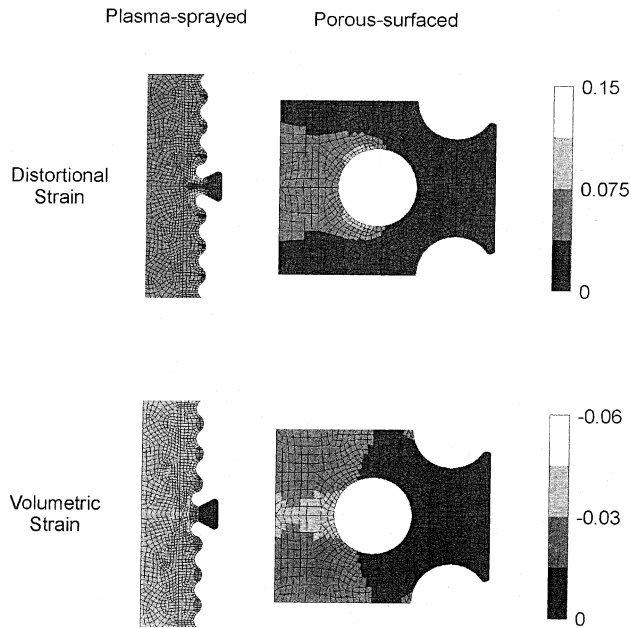 Plasma-sprayed
Porous-surfaced
Distortional
Strain
0.15
0.075
0
Volumetric
Strain
-0.06
-0.03
0